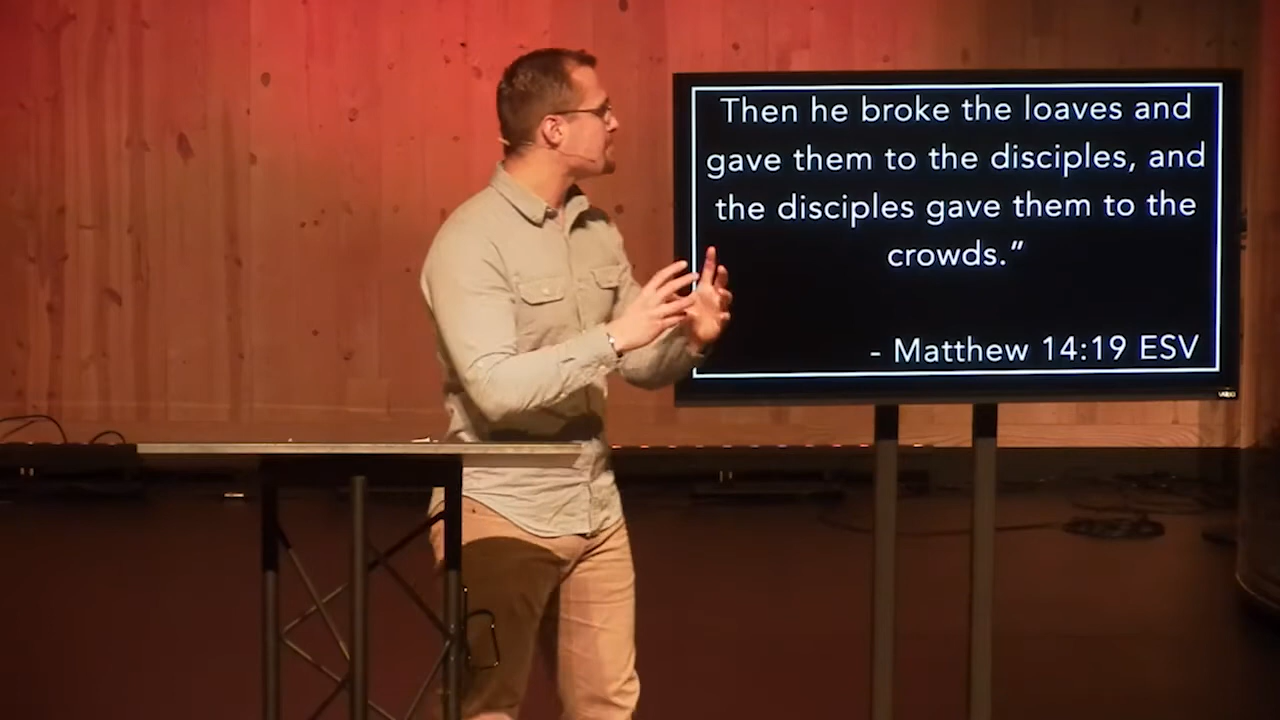 Then he broke the loaves and
gave them to the disciples, and
the disciples gave them to the
crowds.”
- Matthew 14:19 ESV
VIZIO